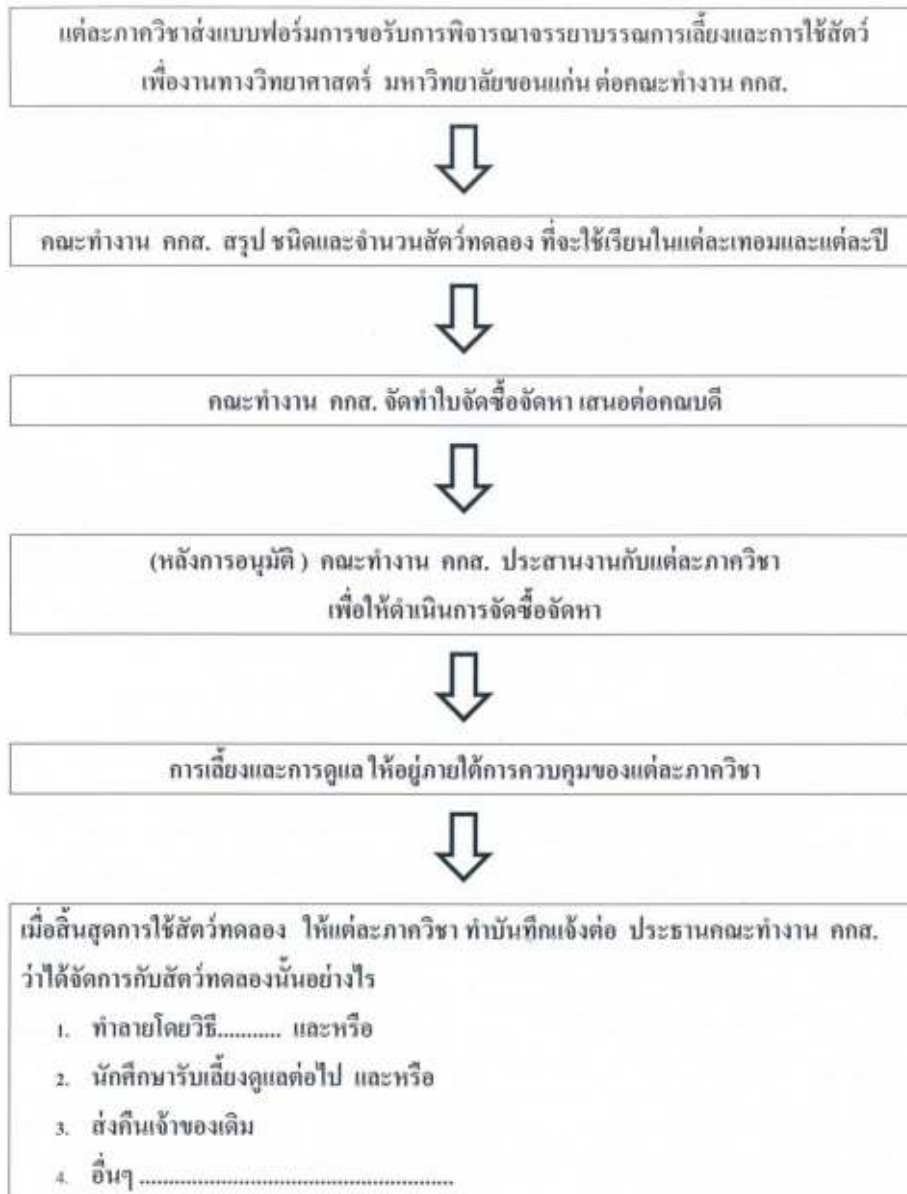 แต่ละภาควิชาส่งแบบฟอร์มการขอรับการพิจารณาจรรยาบรรณการเลี้ยงและการใช้สัตว์
เพื่องานทางวิทยาศาสตร์ มหาวิทยาลัยขอนแก่น ต่อคณะทำงาน คกส.
คณะทำงาน คกส. สรุป ชนิดและจำนวนสัตว์ทดลอง ที่จะใช้เรียนในแต่ละเทอมและแต่ละปี
คณะทำงาน คกส. จัดทำใบจัดซื้อจัดหา เสนอต่อคณบดี
(หลังการอนุมัติ ) คณะทำงาน คกส. ประสานงานกับแต่ละภาควิชา
เพื่อให้ดำเนินการจัดซื้อจัดหา
การเลี้ยงและการดูแล ให้อยู่ภายใต้การควบคุมของแต่ละภาควิชา
เมื่อสิ้นสุดการใช้สัตว์ทดลอง ให้แต่ละภาควิชา ทำบันทึกแจ้งต่อ ประธานคณะทำงาน คกส.
ว่าได้จัดการกับสัตว์ทดลองนั้นอย่างไร
1. ทำลายโดยวิธี........... และหรือ
2. นักศึกษารับเลี้ยงดูแลต่อไป และหรือ
3. ส่งคืนเจ้าของเดิม
4. อื่นๆ ......................................................